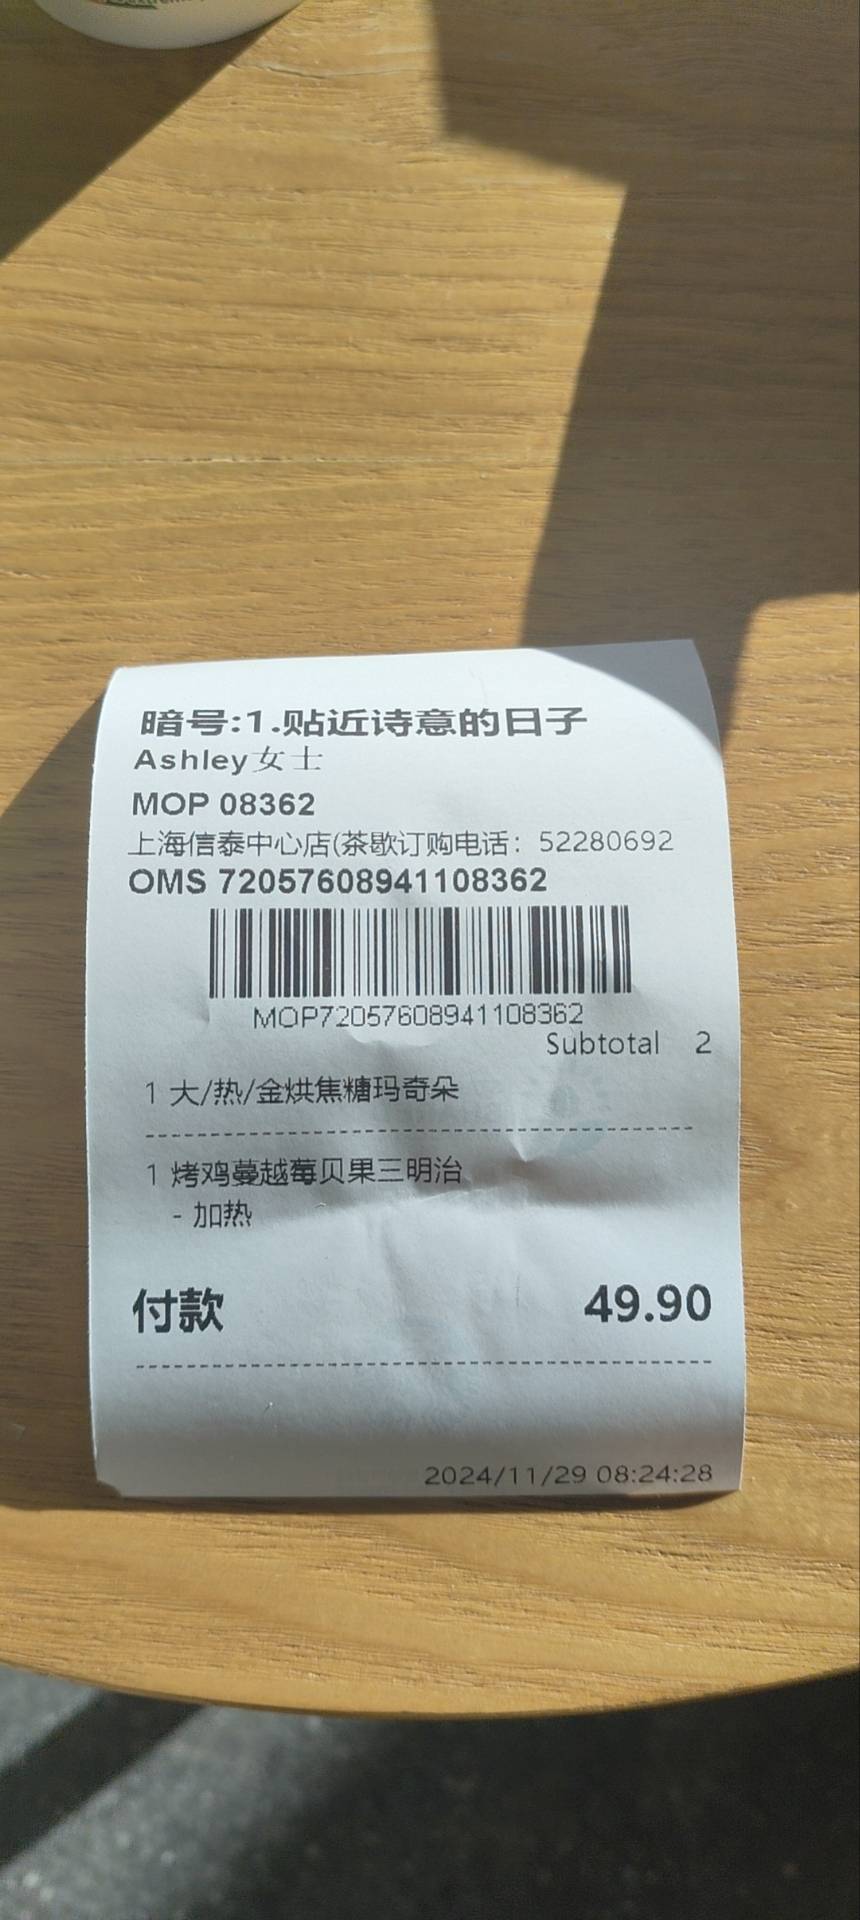 暗号:1.贴近诗意的日子
Ashley女士
MOP 08362
上海信泰中心店(茶歇订购电话：52280692
OMS 72057608941108362
MOP72057608941108362
Subtotal 2
1 大/热/金烘焦糖玛奇朵
1 烤鸡蔓越莓贝果三明治
- 加热
付款 49.90
2024/11/29 08:24:28